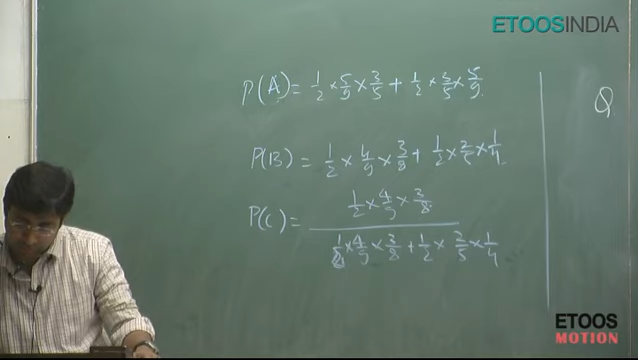 ETOOSINDIA
P(A) = 1/2 × 5/9 × 3/5 + 1/2 × 3/5 × 5/9
Q
P(B) = 1/2 × 4/9 × 3/8 + 1/2 × 2/5 × 1/4
P(C) = 1/2 × 4/9 × 3/8
1/2 × 4/9 × 3/8 + 1/2 × 2/5 × 1/4
ETOOS
MOTION